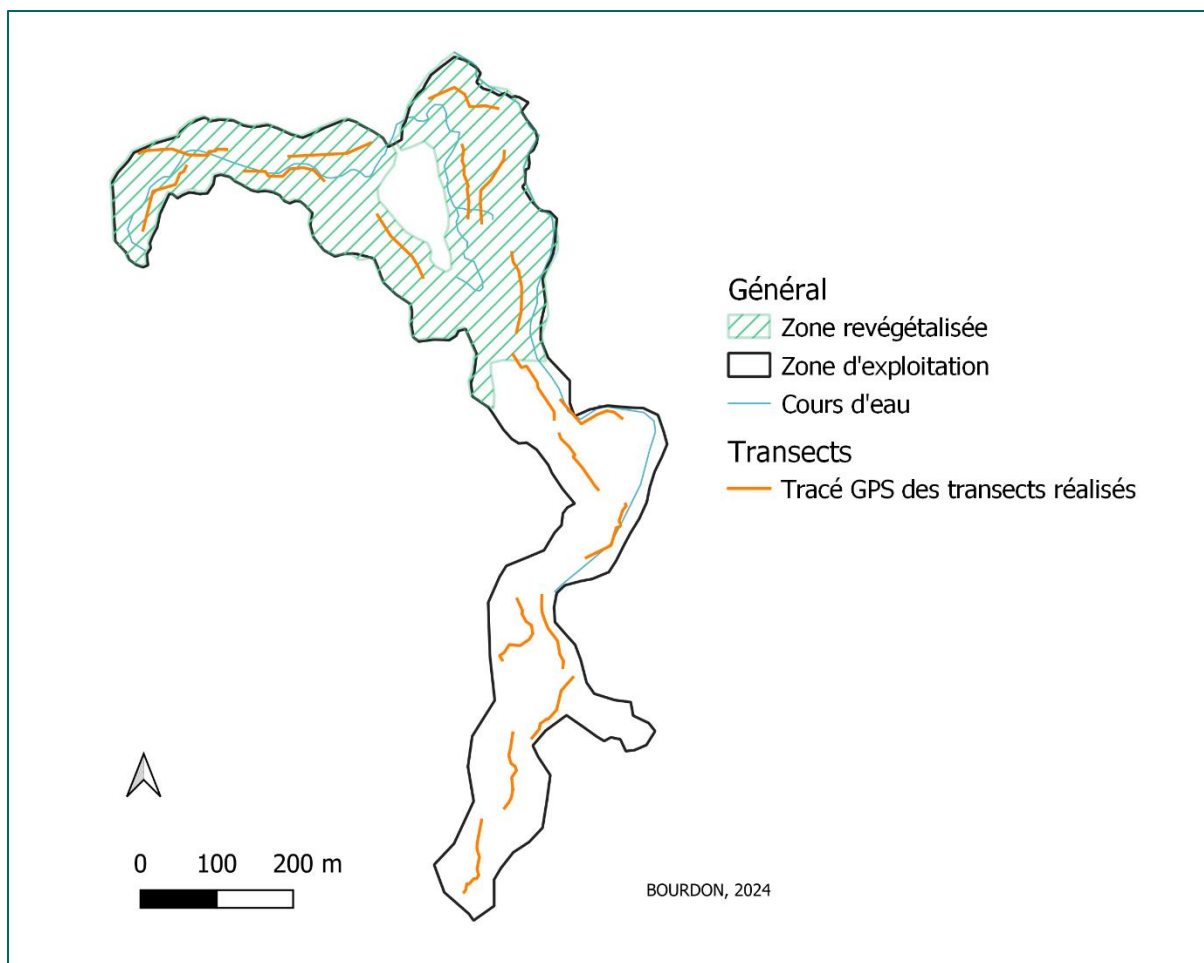 Général
Zone revégétalisée
Zone d'exploitation
Cours d'eau
Transects
Tracé GPS des transects réalisés
0 100 200 m
BOURDON, 2024